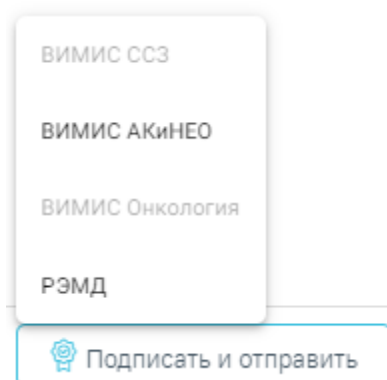 ВИМИС ССЗ
ВИМИС АКиНЕО
ВИМИС Онкология
РЭМД
Подписать и отправить